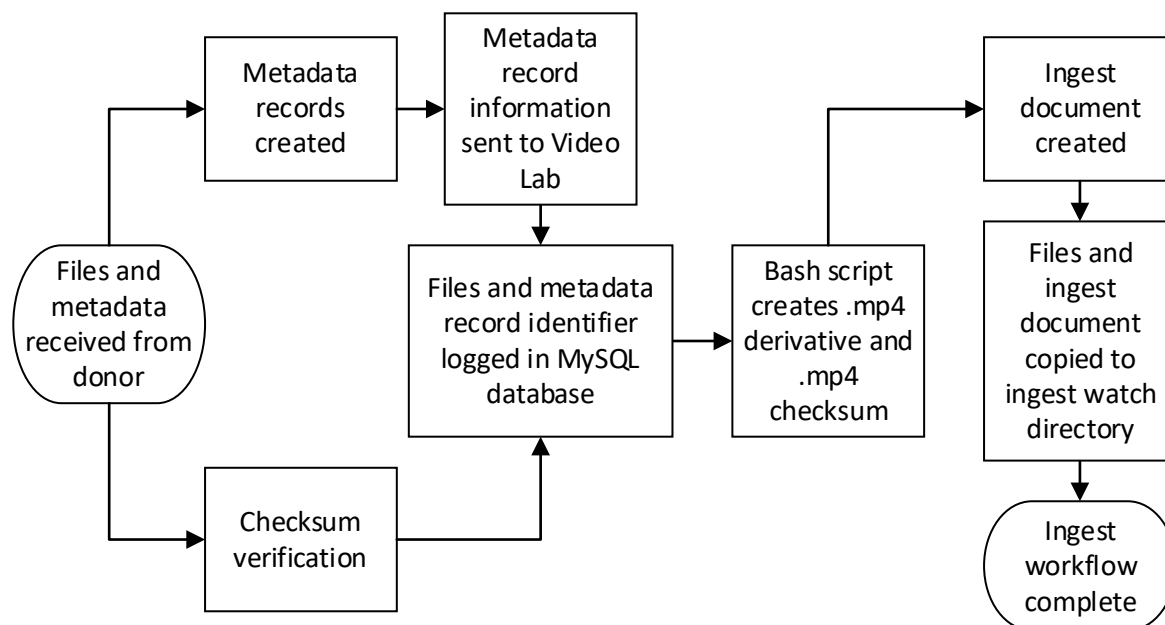 Files and
metadata
received from
donor
Metadata
records
created
Metadata
record
information
sent to Video
Lab
Checksum
verification
Files and metadata
record identifier
logged in MySQL
database
Bash script
creates .mp4
derivative and
.mp4
checksum
Ingest
document
created
Files and
ingest
document
copied to
ingest watch
directory
Ingest
workflow
complete